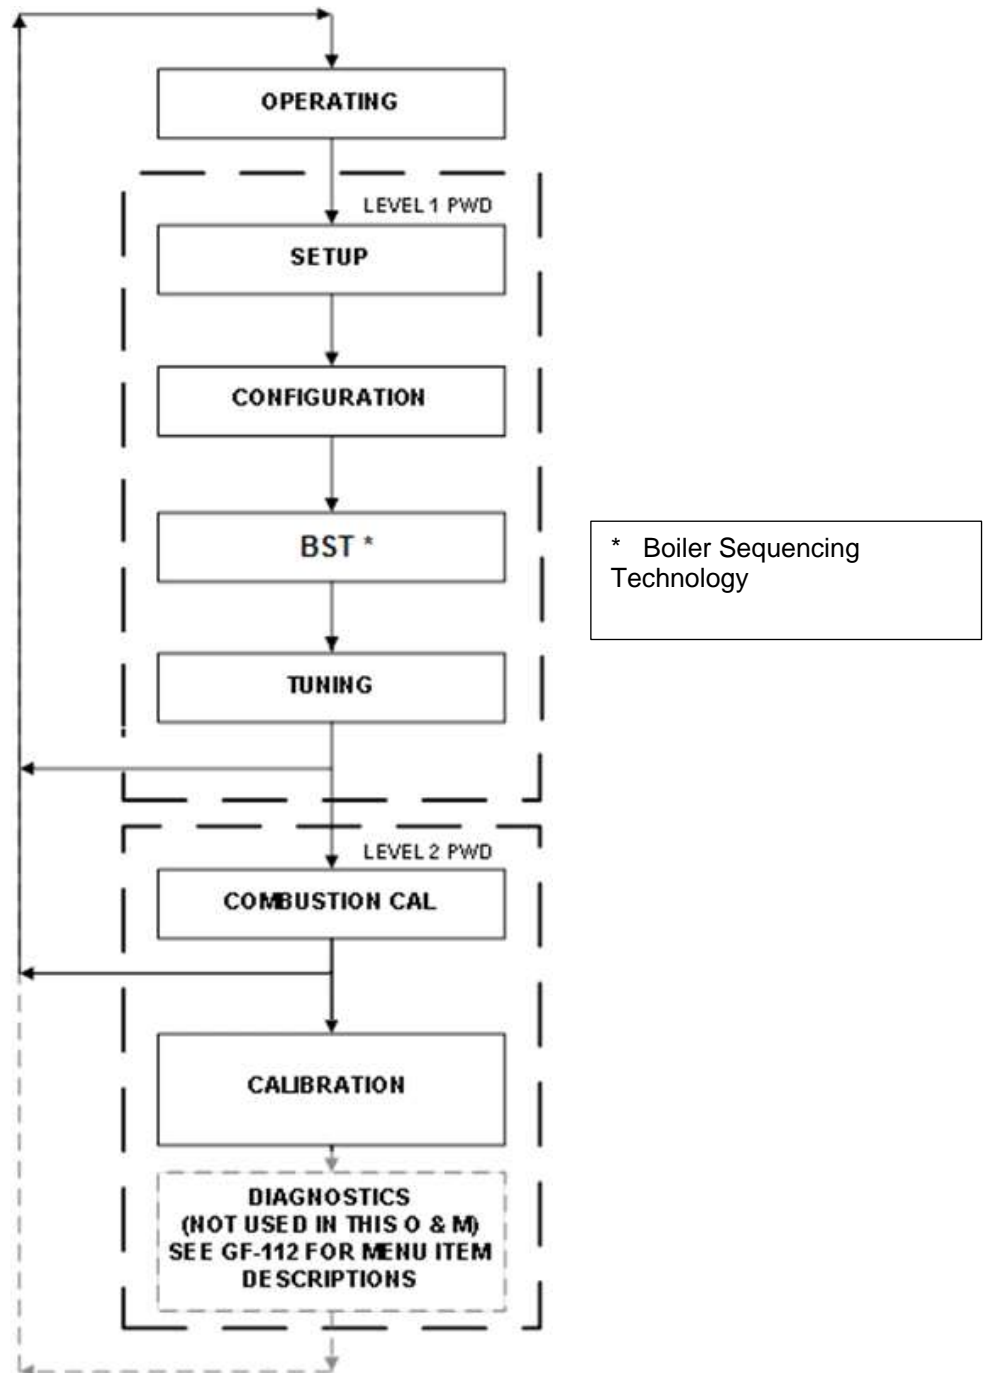 OPERATING
LEVEL 1 PWD
SETUP
CONFIGURATION
BST *
* Boiler Sequencing
Technology
TUNING
LEVEL 2 PWD
COMBUSTION CAL
CALIBRATION
DIAGNOSTICS
(NOT USED IN THIS O & M)
SEE GF-112 FOR MENU ITEM
DESCRIPTIONS